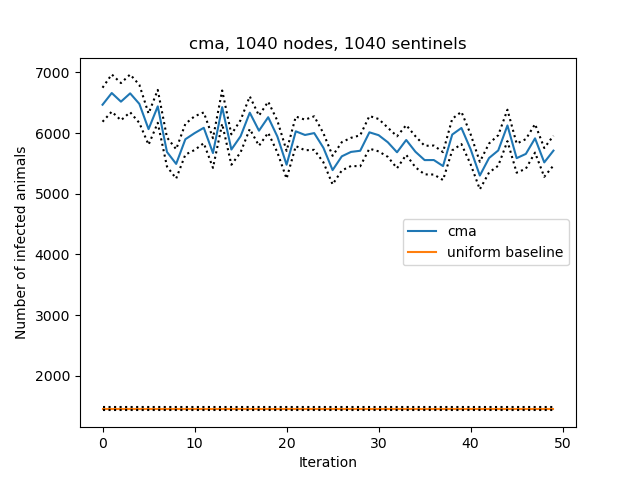 cma, 1040 nodes, 1040 sentinels
7000
6000
5000
4000
3000
2000
Number of infected animals
cma
uniform baseline
0
10
20
30
40
50
Iteration